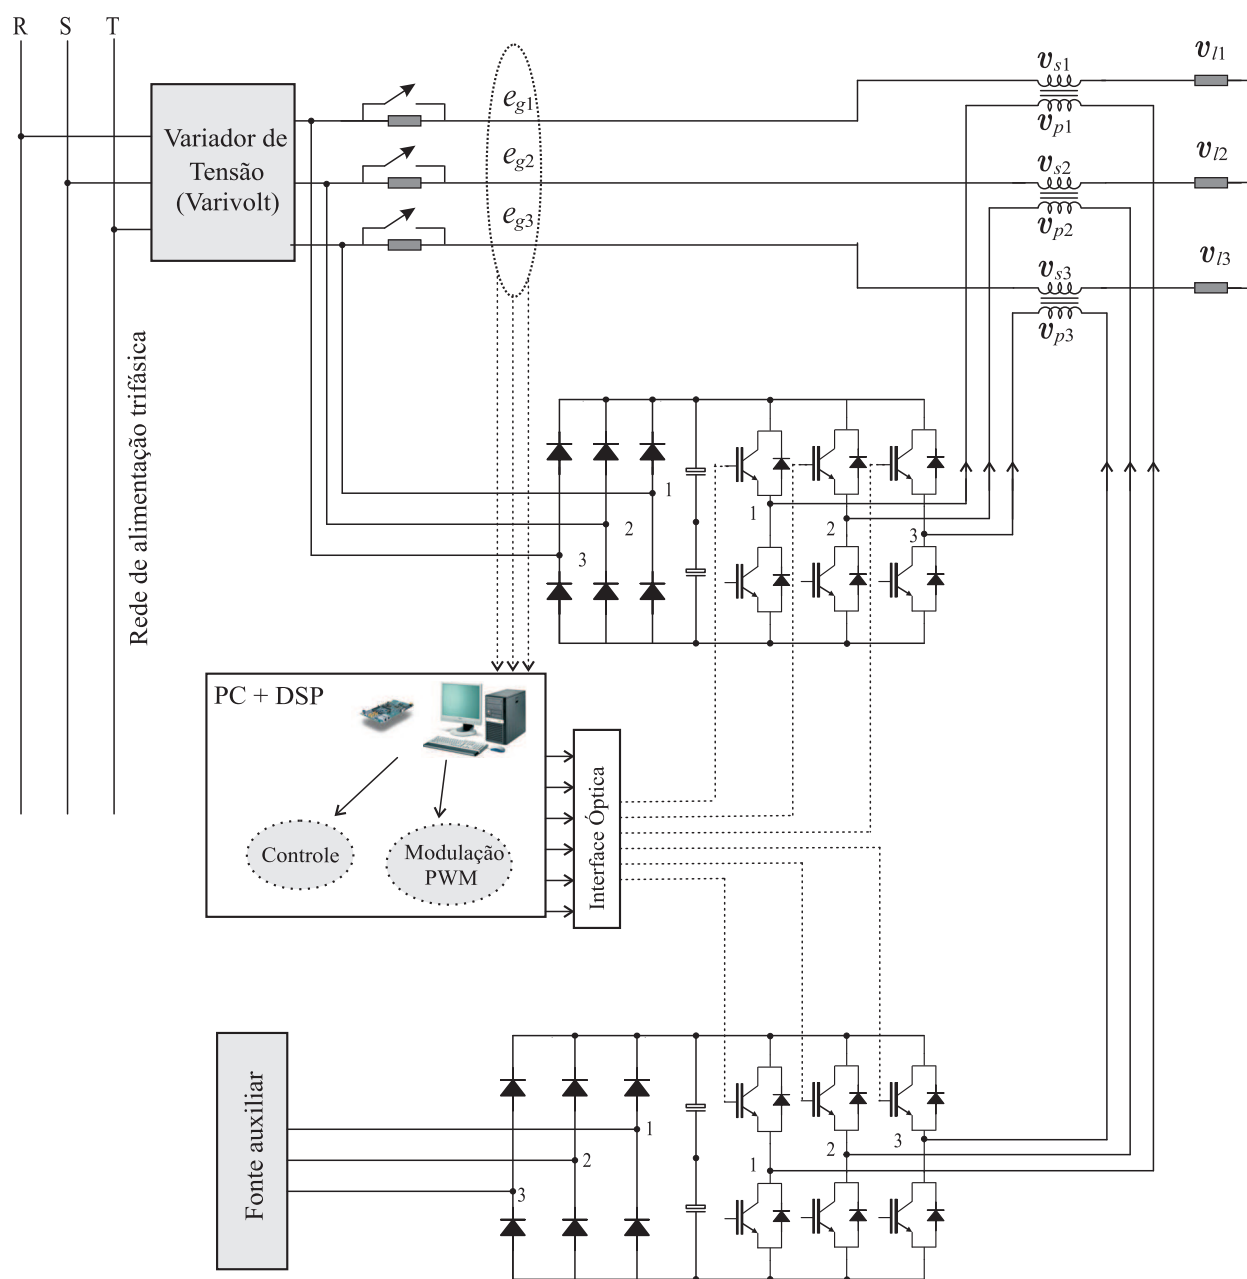 R S T
Variador de
Tensão
(Varivolt)
eg1
eg2
eg3
vs1
vp1
vl1
vs2
vp2
vl2
vs3
vp3
vl3
Rede de alimentação trifásica
1
2
3
1
2
3
PC + DSP
Controle
Modulação
PWM
Interface Óptica
Fonte auxiliar
1
2
3
1
2
3